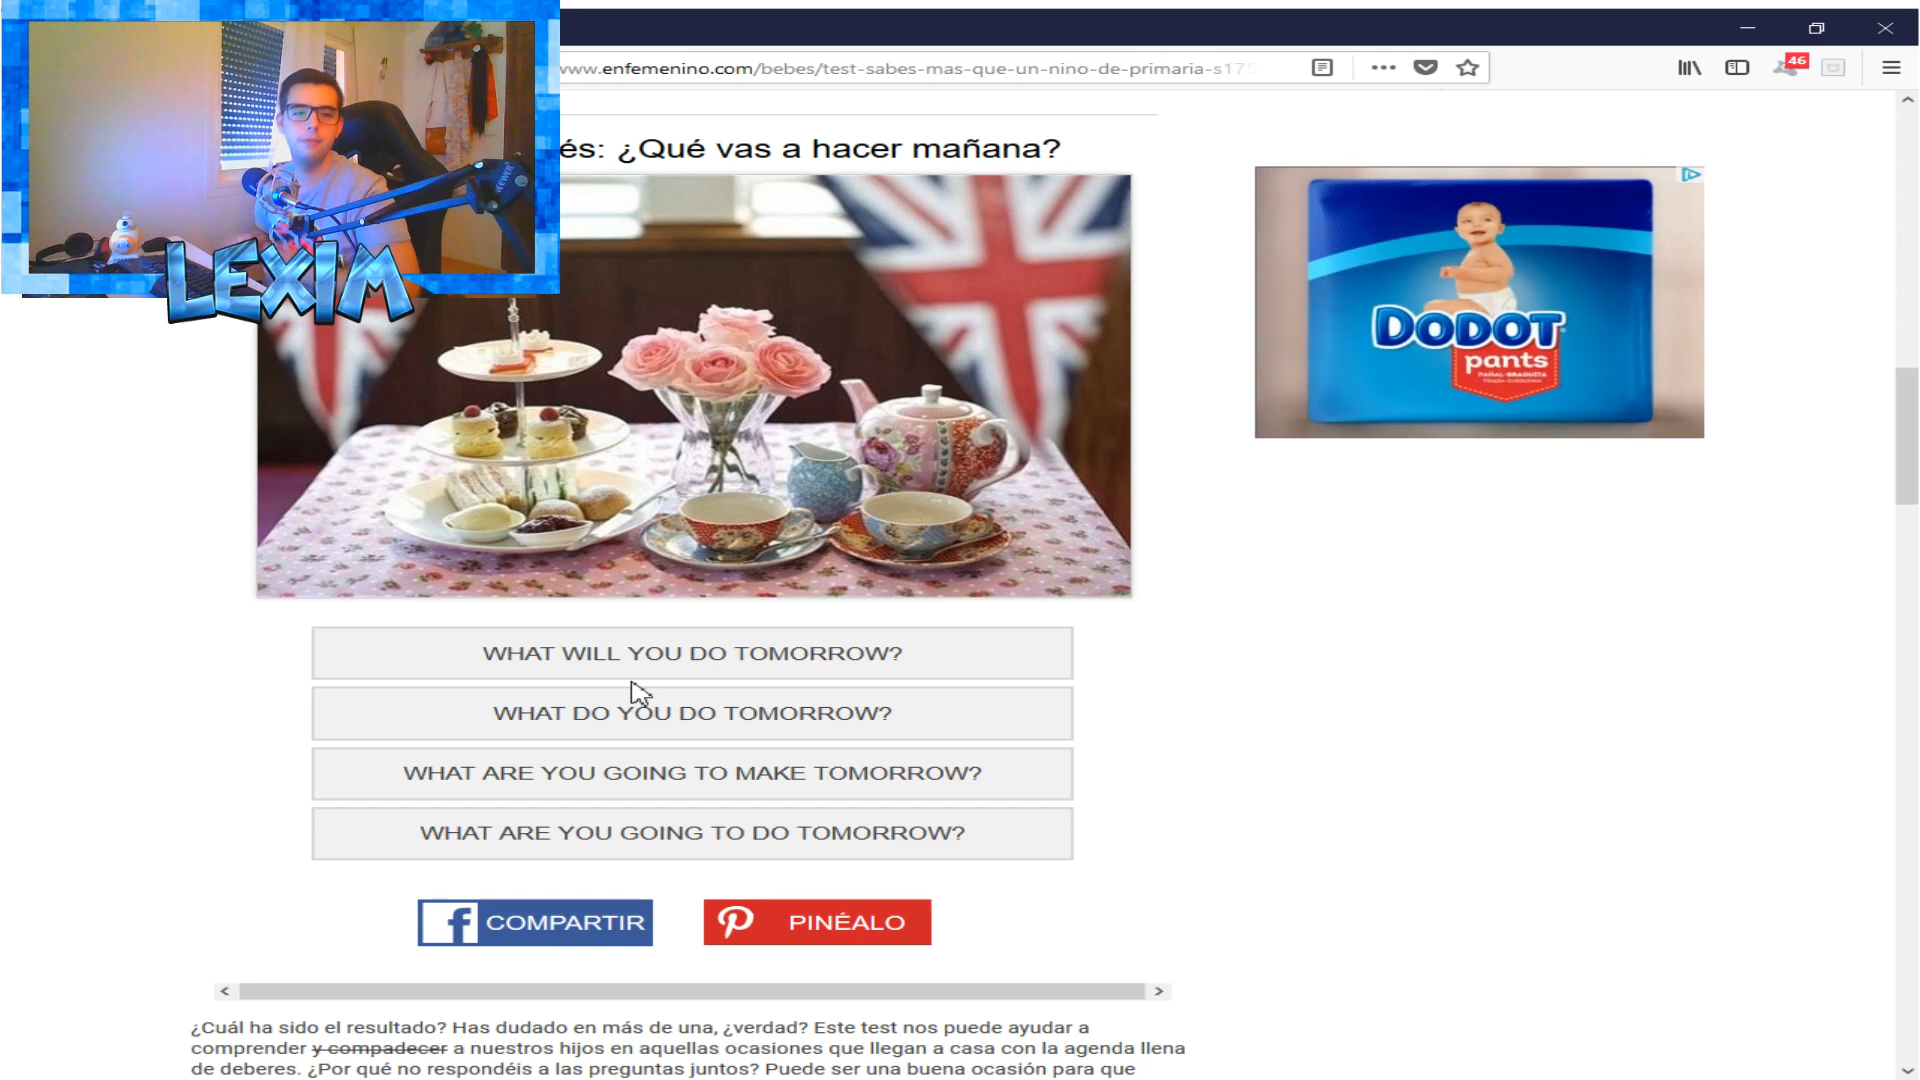 www.enfemenino.com/bebes/test-sabes-mas-que-un-nino-de-primaria-s175
46
és: ¿Qué vas a hacer mañana?
LEXIM
DODOT
pants
PAÑAL-BRAGUITA
WHAT WILL YOU DO TOMORROW?
WHAT DO YOU DO TOMORROW?
WHAT ARE YOU GOING TO MAKE TOMORROW?
WHAT ARE YOU GOING TO DO TOMORROW?
f COMPARTIR
PINÉALO
¿Cuál ha sido el resultado? Has dudado en más de una, ¿verdad? Este test nos puede ayudar a
comprender y compadecer a nuestros hijos en aquellas ocasiones que llegan a casa con la agenda llena
de deberes. ¿Por qué no respondéis a las preguntas juntos? Puede ser una buena ocasión para que